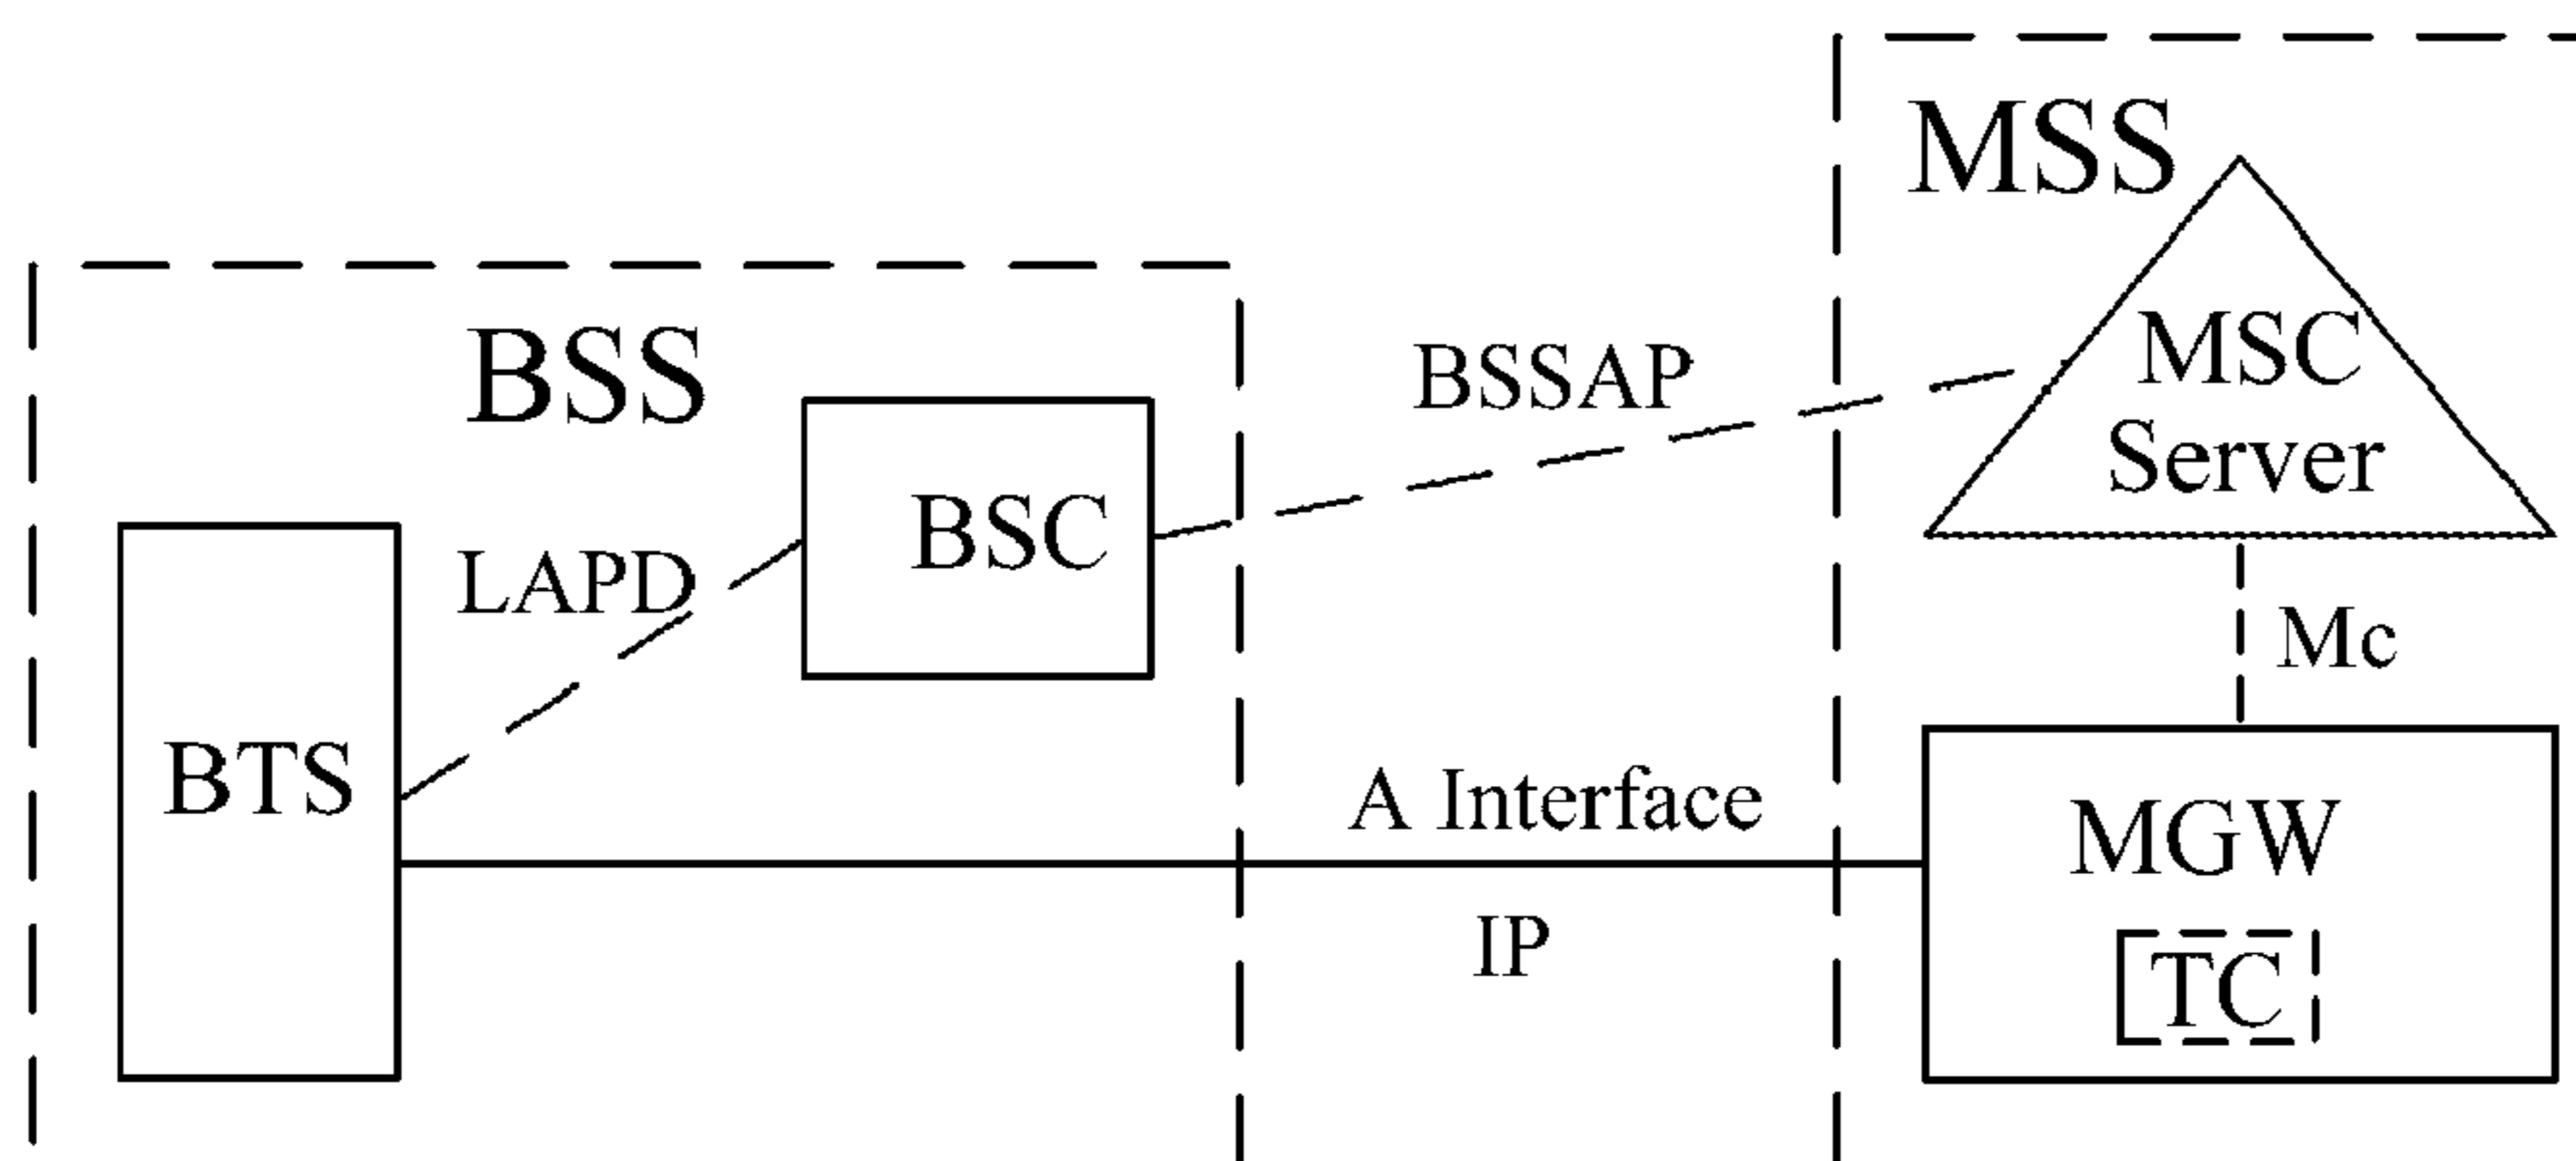 MSS
MSC
Server
BSS
BSSAP
BSC
LAPD
Mc
BTS
A Interface
IP
MGW
TC